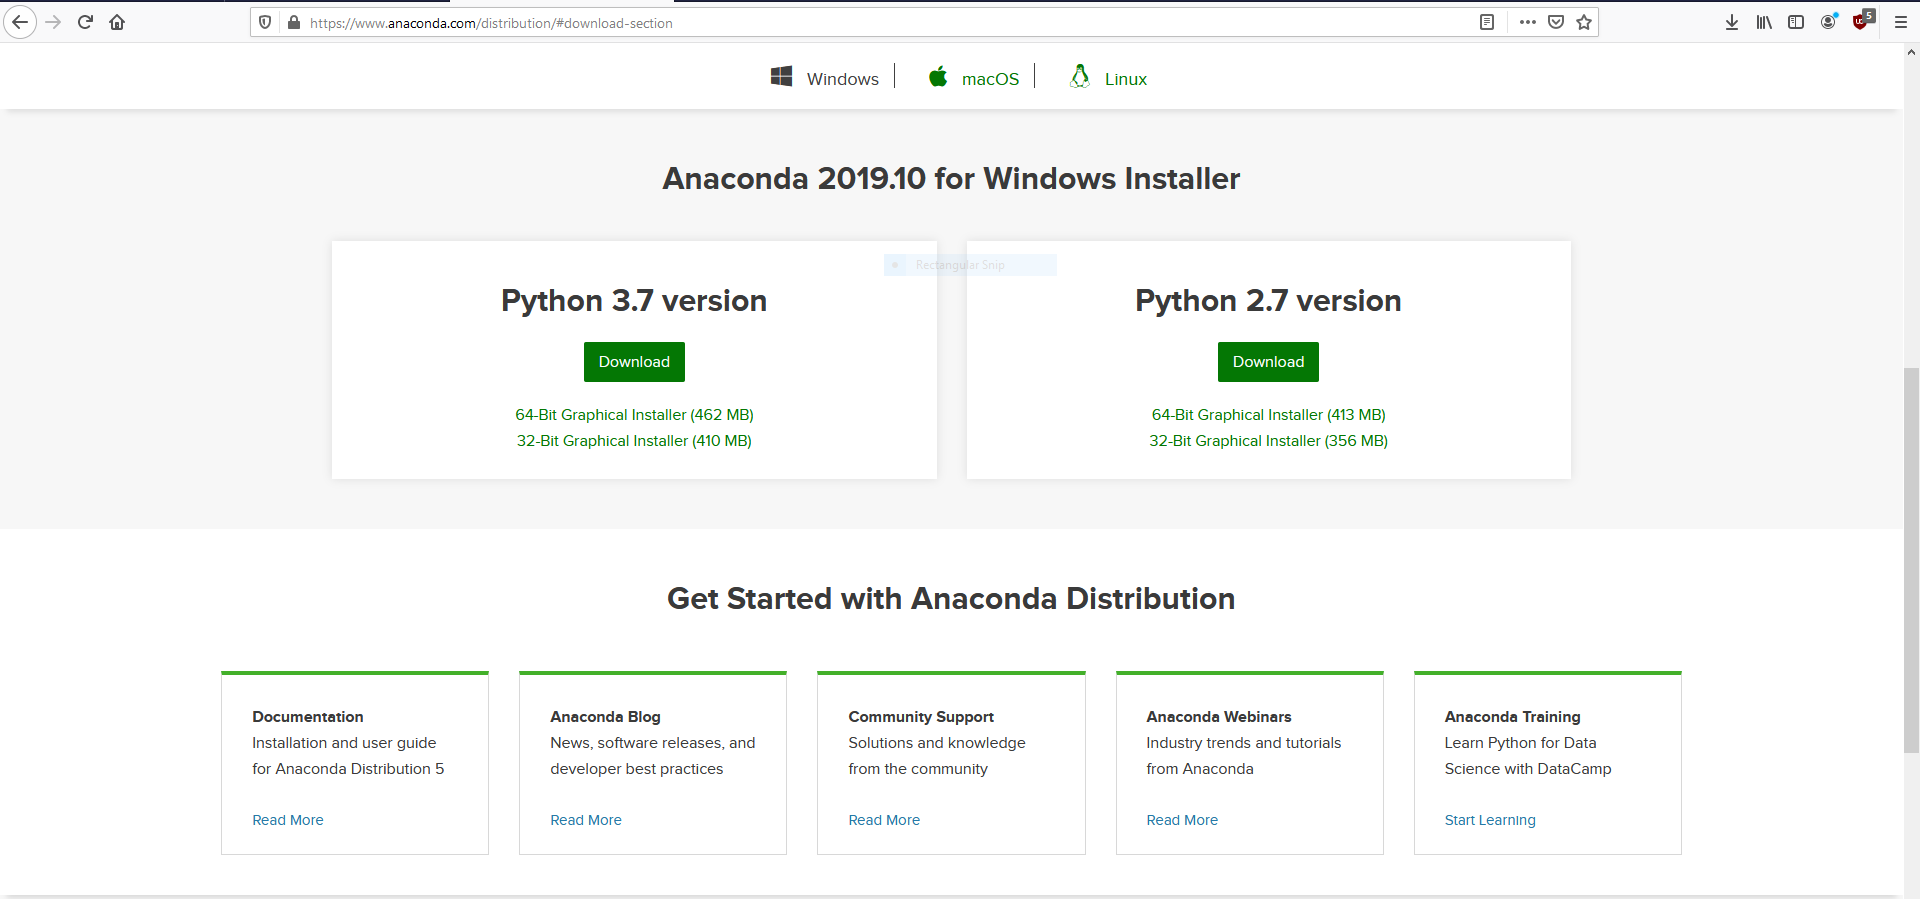 https://www.anaconda.com/distribution/#download-section
5
Windows
macOS
Linux
Anaconda 2019.10 for Windows Installer
Rectangular Snip
Python 3.7 version
Download
64-Bit Graphical Installer (462 MB)
32-Bit Graphical Installer (410 MB)
Python 2.7 version
Download
64-Bit Graphical Installer (413 MB)
32-Bit Graphical Installer (356 MB)
Get Started with Anaconda Distribution
Documentation
Installation and user guide
for Anaconda Distribution 5
Read More
Anaconda Blog
News, software releases, and
developer best practices
Read More
Community Support
Solutions and knowledge
from the community
Read More
Anaconda Webinars
Industry trends and tutorials
from Anaconda
Read More
Anaconda Training
Learn Python for Data
Science with DataCamp
Start Learning